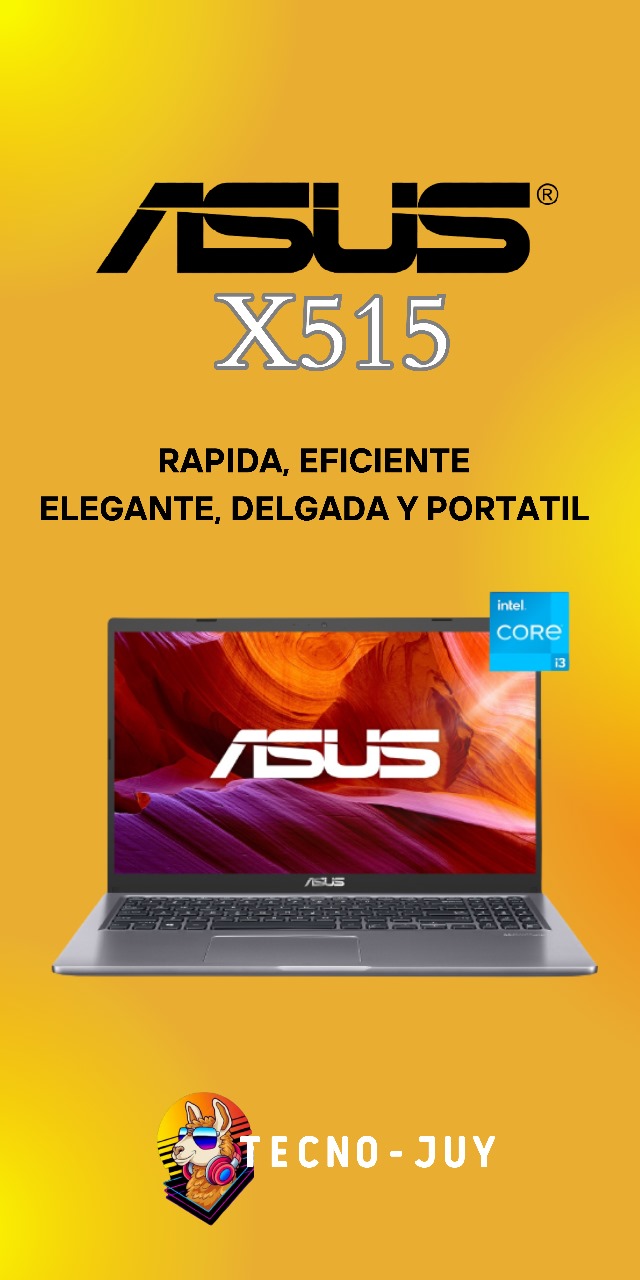 ASUS®
X515
RAPIDA, EFICIENTE
ELEGANTE, DELGADA Y PORTATIL
intel.
CORE
i3
ASUS
ASUS
TECNO-JUY